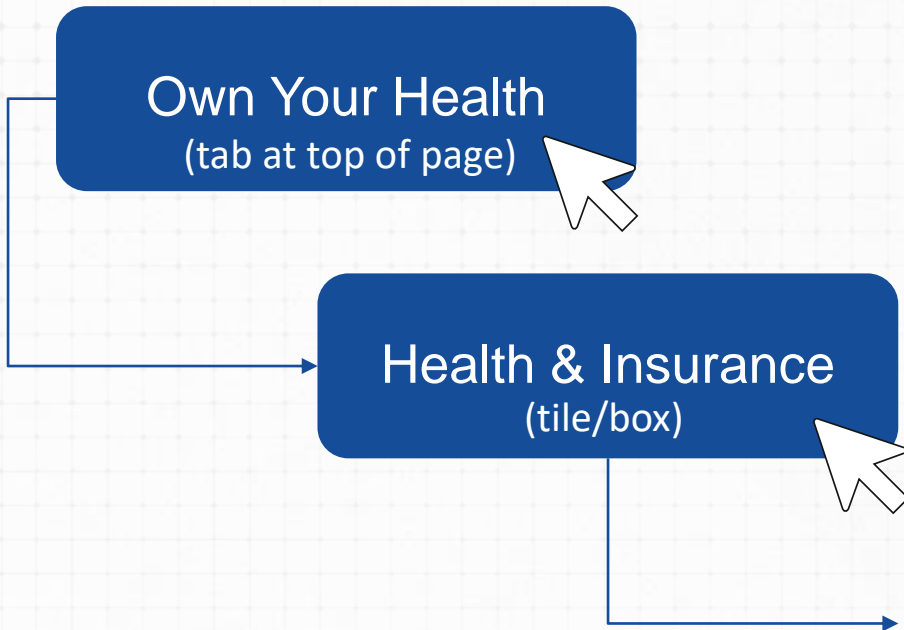 Own Your Health
(tab at top of page)
Health & Insurance
(tile/box)